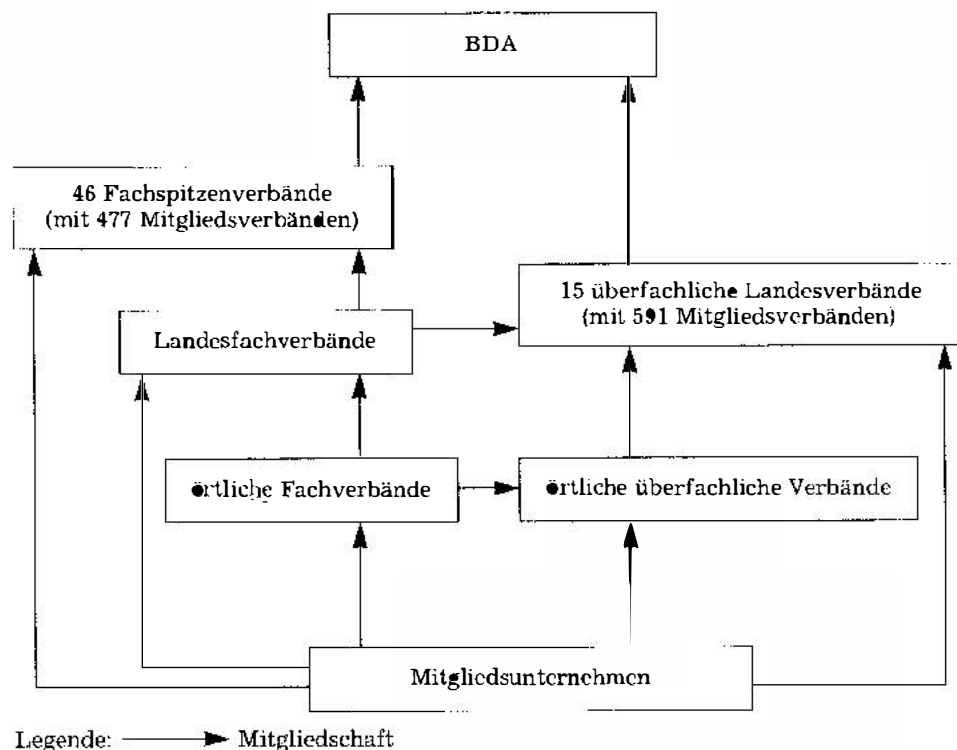 BDA
46 Fachspitzenverbände
(mit 477 Mitgliedsverbänden)
15 überfachliche Landesverbände
(mit 591 Mitgliedsverbänden)
Landesfachverbände
örtliche Fachverbände
örtliche überfachliche Verbände
Mitgliedsunternehmen
Legende: Mitgliedschaft